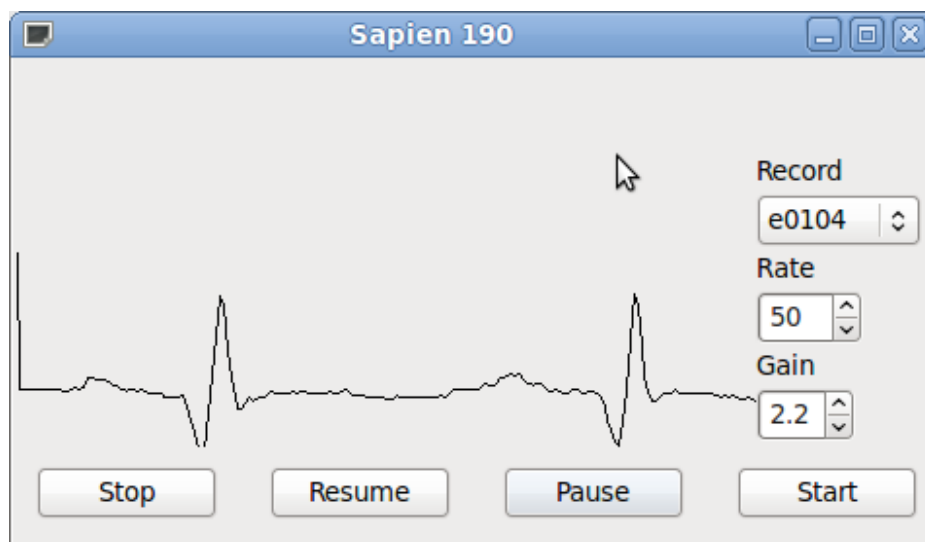 Sapien 190
Record
e0104
Rate
50
Gain
2.2
Stop Resume Pause Start